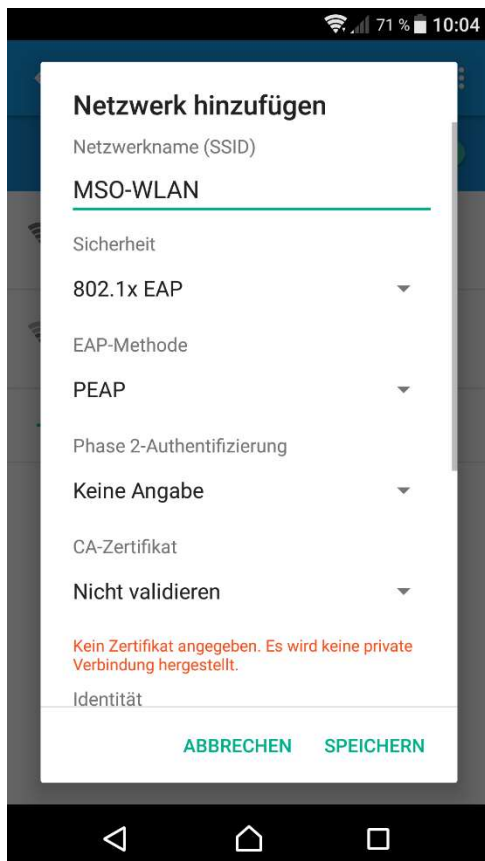 71 % 10:04
Netzwerk hinzufügen
Netzwerkname (SSID)
MSO-WLAN
Sicherheit
802.1x EAP
EAP-Methode
PEAP
Phase 2-Authentifizierung
Keine Angabe
CA-Zertifikat
Nicht validieren
Kein Zertifikat angegeben. Es wird keine private
Verbindung hergestellt.
Identität
ABBRECHEN SPEICHERN